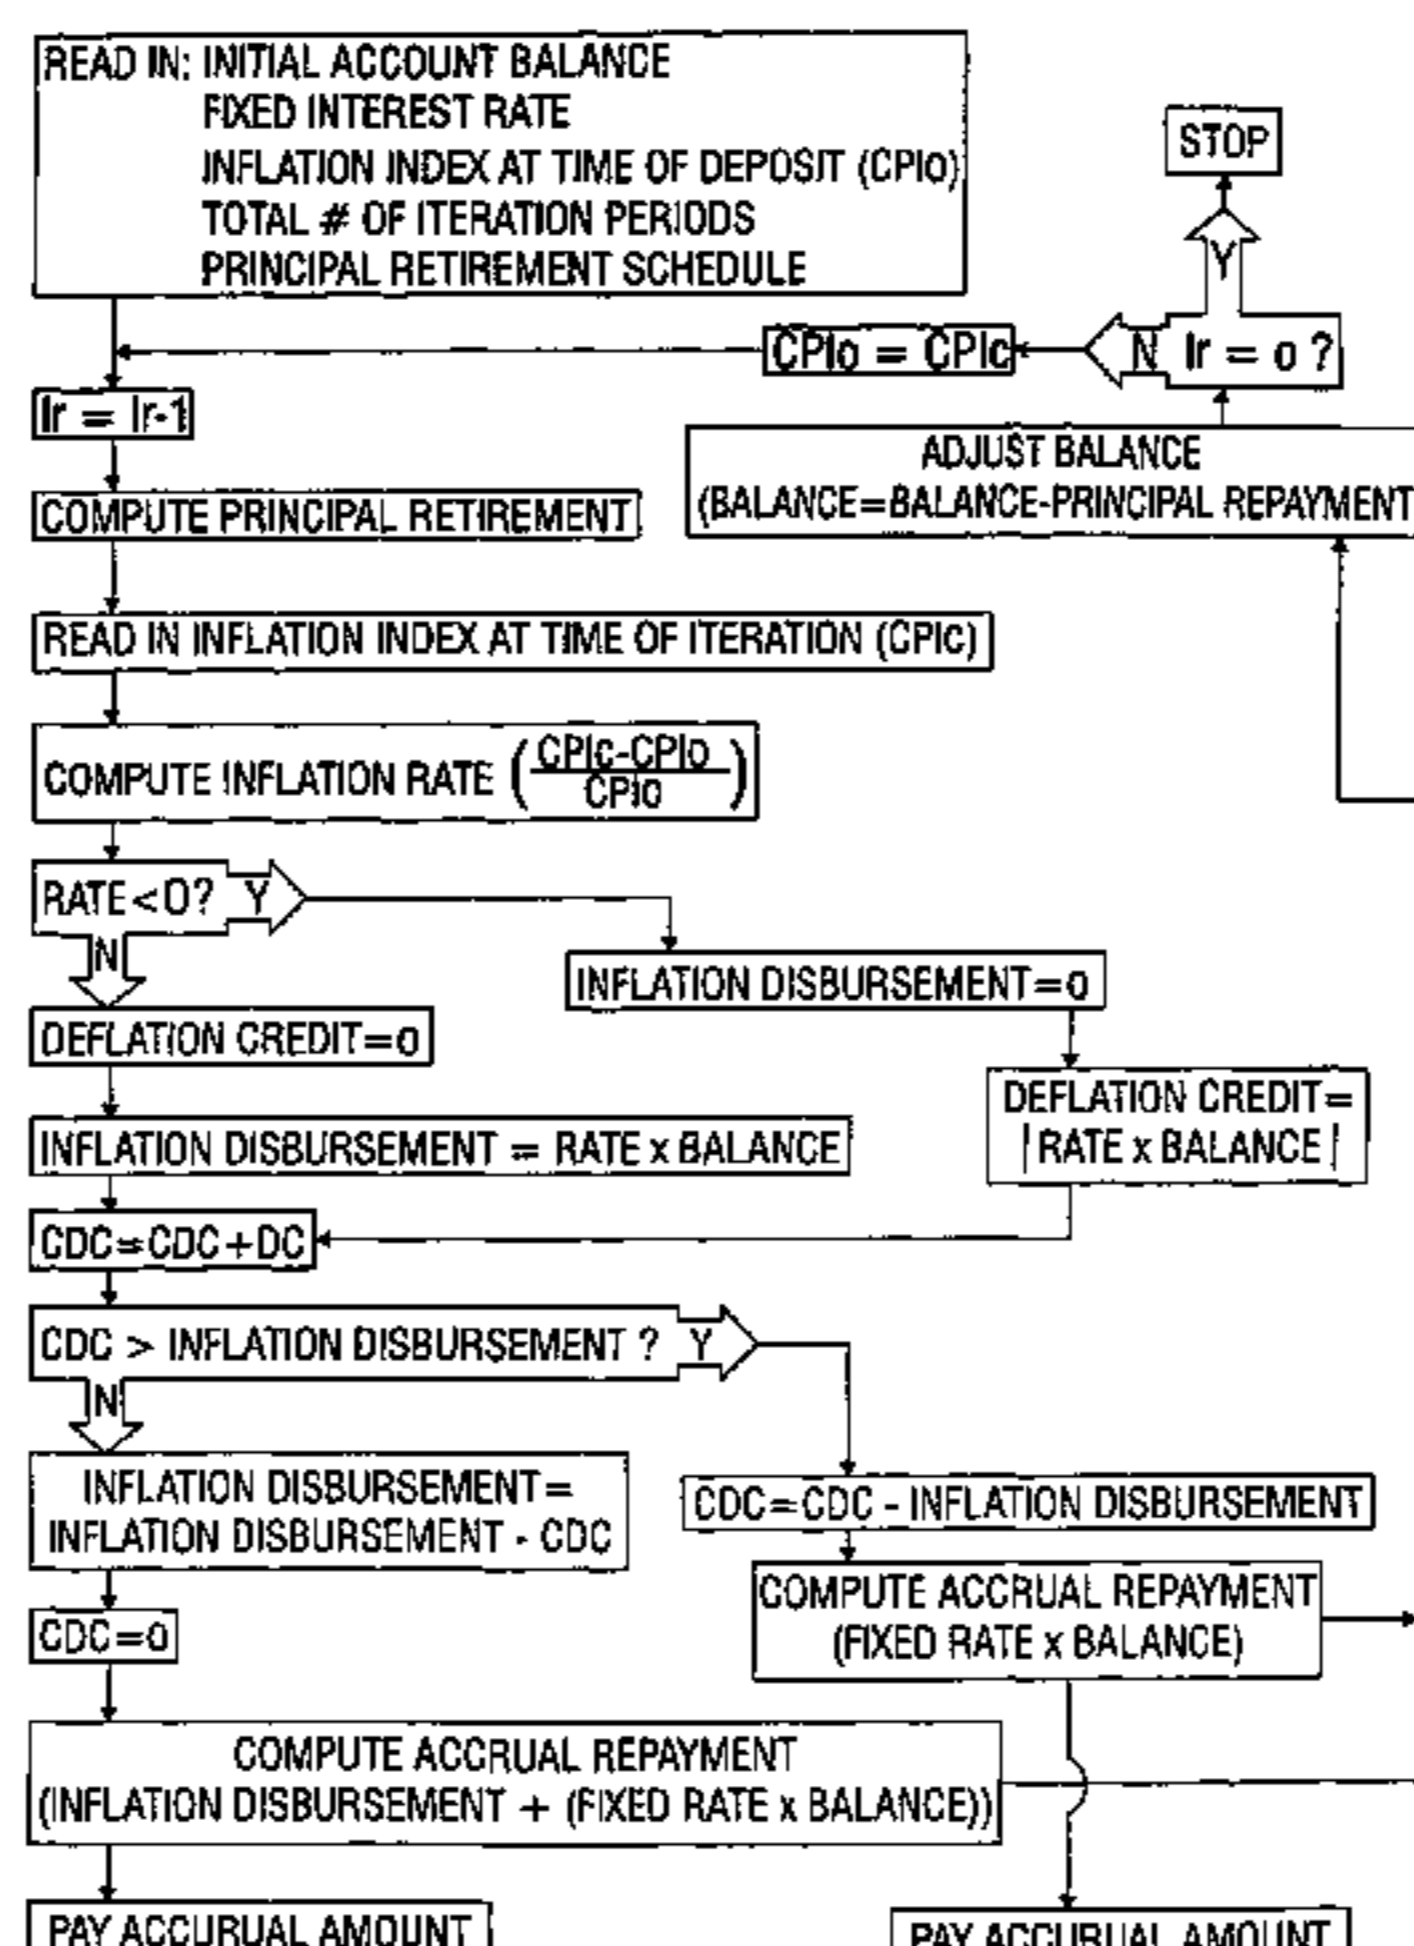 READ IN: INITIAL ACCOUNT BALANCE
FIXED INTEREST RATE
INFLATION INDEX AT TIME OF DEPOSIT (CPIo)
TOTAL # OF ITERATION PERIODS
PRINCIPAL RETIREMENT SCHEDULE
STOP
Y
CPIo = CPIc
N
Ir = o ?
Ir = Ir-1
ADJUST BALANCE
(BALANCE=BALANCE-PRINCIPAL REPAYMENT
COMPUTE PRINCIPAL RETIREMENT
READ IN INFLATION INDEX AT TIME OF ITERATION (CPIC)
COMPUTE INFLATION RATE (CPIc-CPIo
CPIO)
RATE<O? Y
N
INFLATION DISBURSEMENT=o
DEFLATION CREDIT=o
DEFLATION CREDIT=
|RATE x BALANCE|
INFLATION DISBURSEMENT = RATE x BALANCE
CDC=CDC+DC
CDC > INFLATION DISBURSEMENT ? Y
N
INFLATION DISBURSEMENT=
INFLATION DISBURSEMENT - CDC
CDC=CDC - INFLATION DISBURSEMENT
COMPUTE ACCRUAL REPAYMENT
(FIXED RATE x BALANCE)
CDC=o
COMPUTE ACCRUAL REPAYMENT
(INFLATION DISBURSEMENT + (FIXED RATE x BALANCE))
PAY ACCURUAL AMOUNT
PAY ACCURUAL AMOUNT